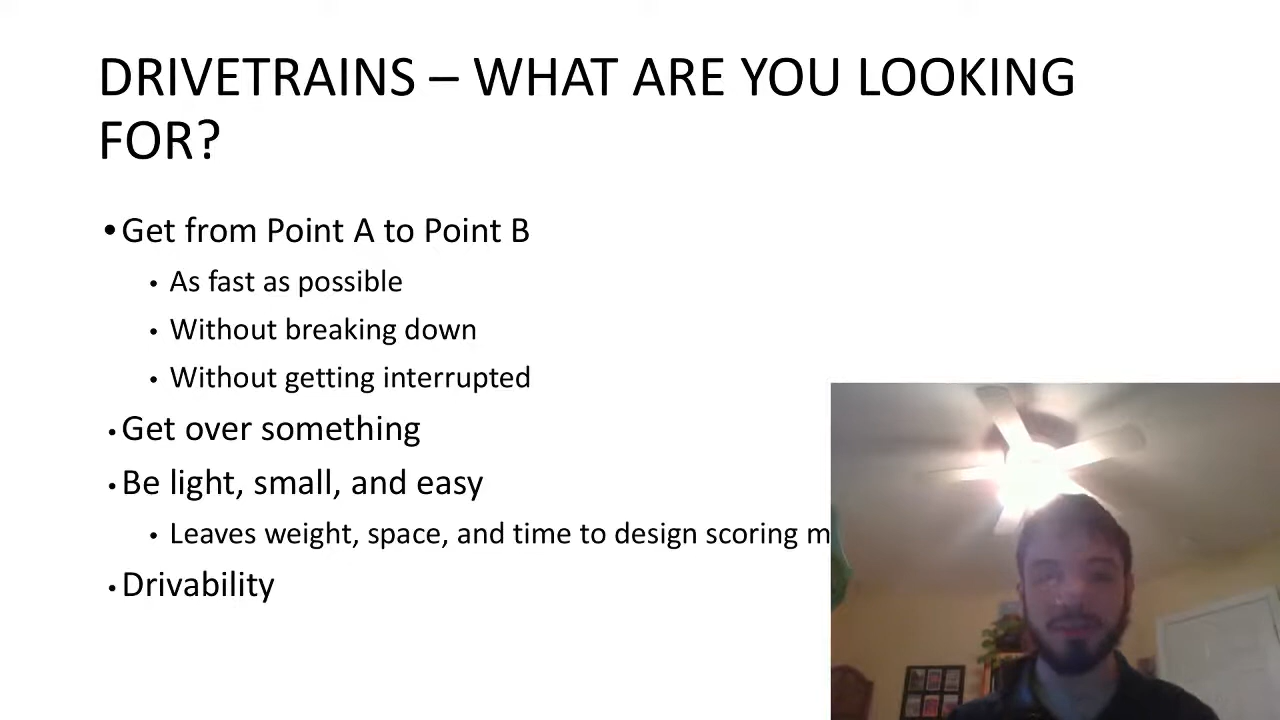 DRIVETRAINS – WHAT ARE YOU LOOKING
FOR?
•Get from Point A to Point B
• As fast as possible
• Without breaking down
• Without getting interrupted
•Get over something
•Be light, small, and easy
• Leaves weight, space, and time to design scoring
•Drivability